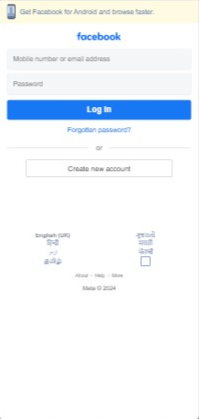 Get Facebook for Android and browse faster.
facebook
Mobile number or email address
Password
Log In
Forgotten password?
or
Create new account
English (UK)
हिन्दी
اردو
தமிழ்
ગુજરાતી
मराठी
ਪੰਜਾਬੀ
About · Help · More
Meta © 2024